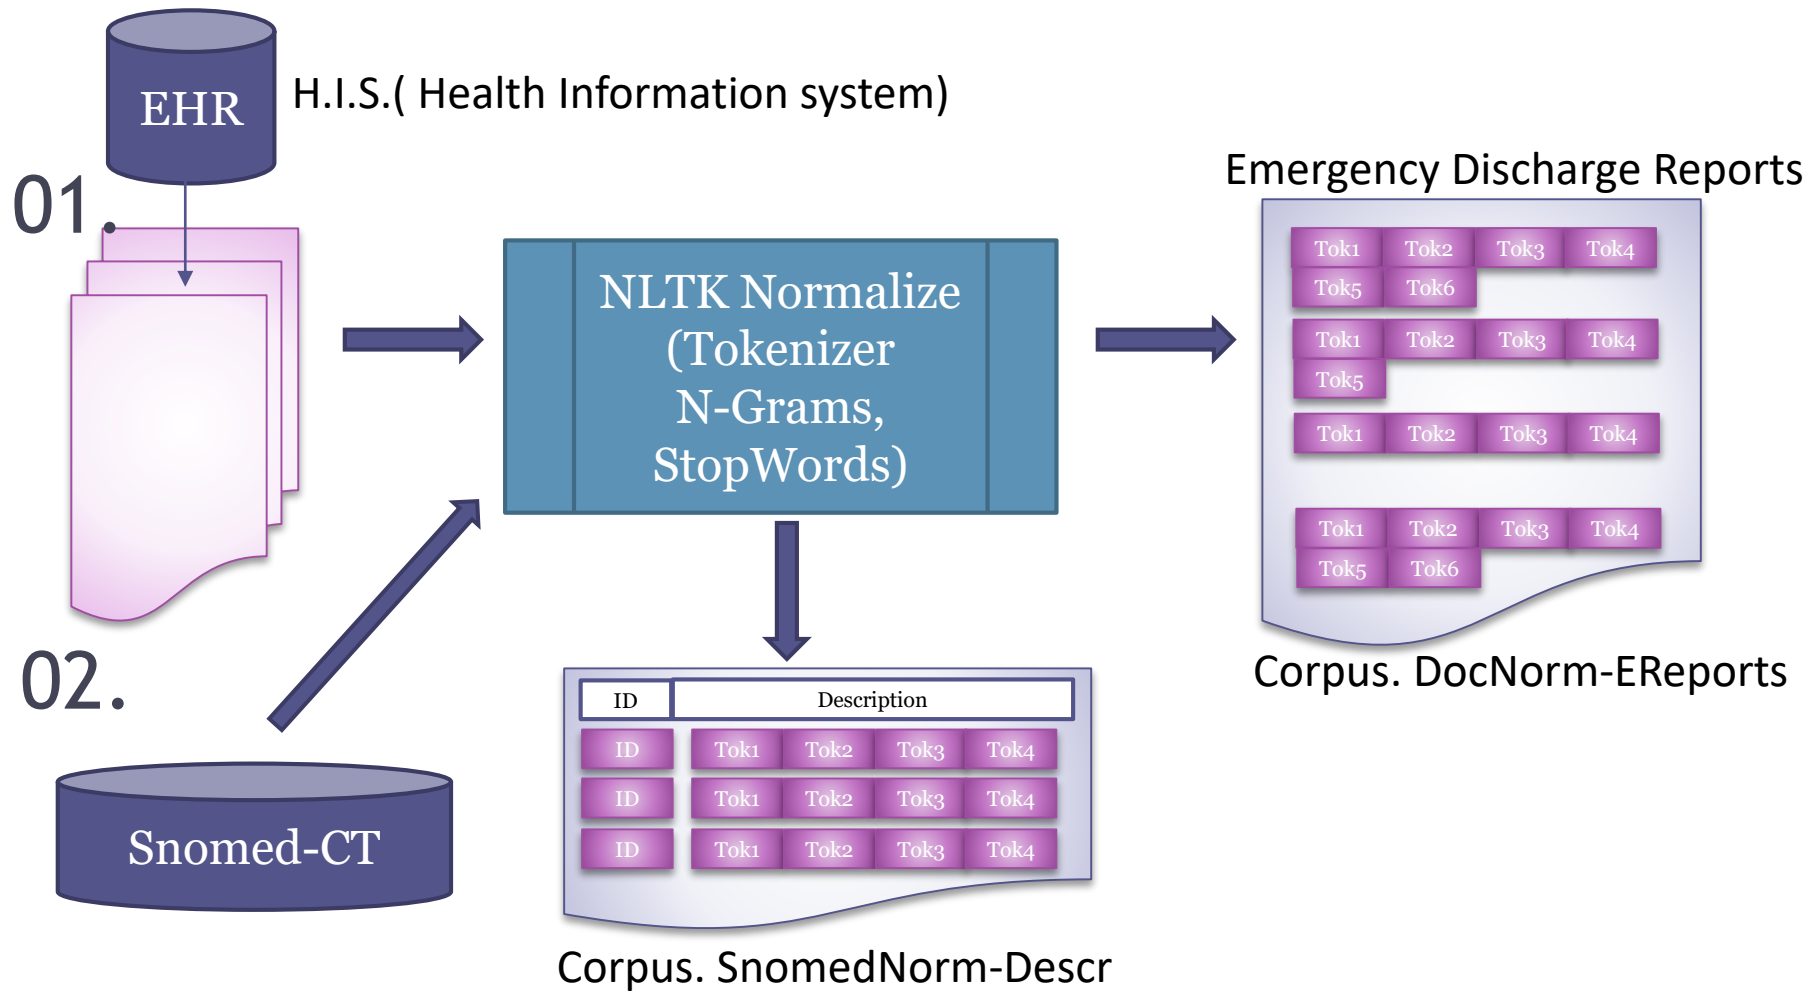 EHR
H.I.S.( Health Information system)
01.
NLTK Normalize
(Tokenizer
N-Grams,
StopWords)
Emergency Discharge Reports
Tok1 Tok2 Tok3 Tok4
Tok5 Tok6
Tok1 Tok2 Tok3 Tok4
Tok5
Tok1 Tok2 Tok3 Tok4
Tok1 Tok2 Tok3 Tok4
Tok5 Tok6
Corpus. DocNorm-EReports
02.
Snomed-CT
ID Description
ID Tok1 Tok2 Tok3 Tok4
ID Tok1 Tok2 Tok3 Tok4
ID Tok1 Tok2 Tok3 Tok4
Corpus. SnomedNorm-Descr